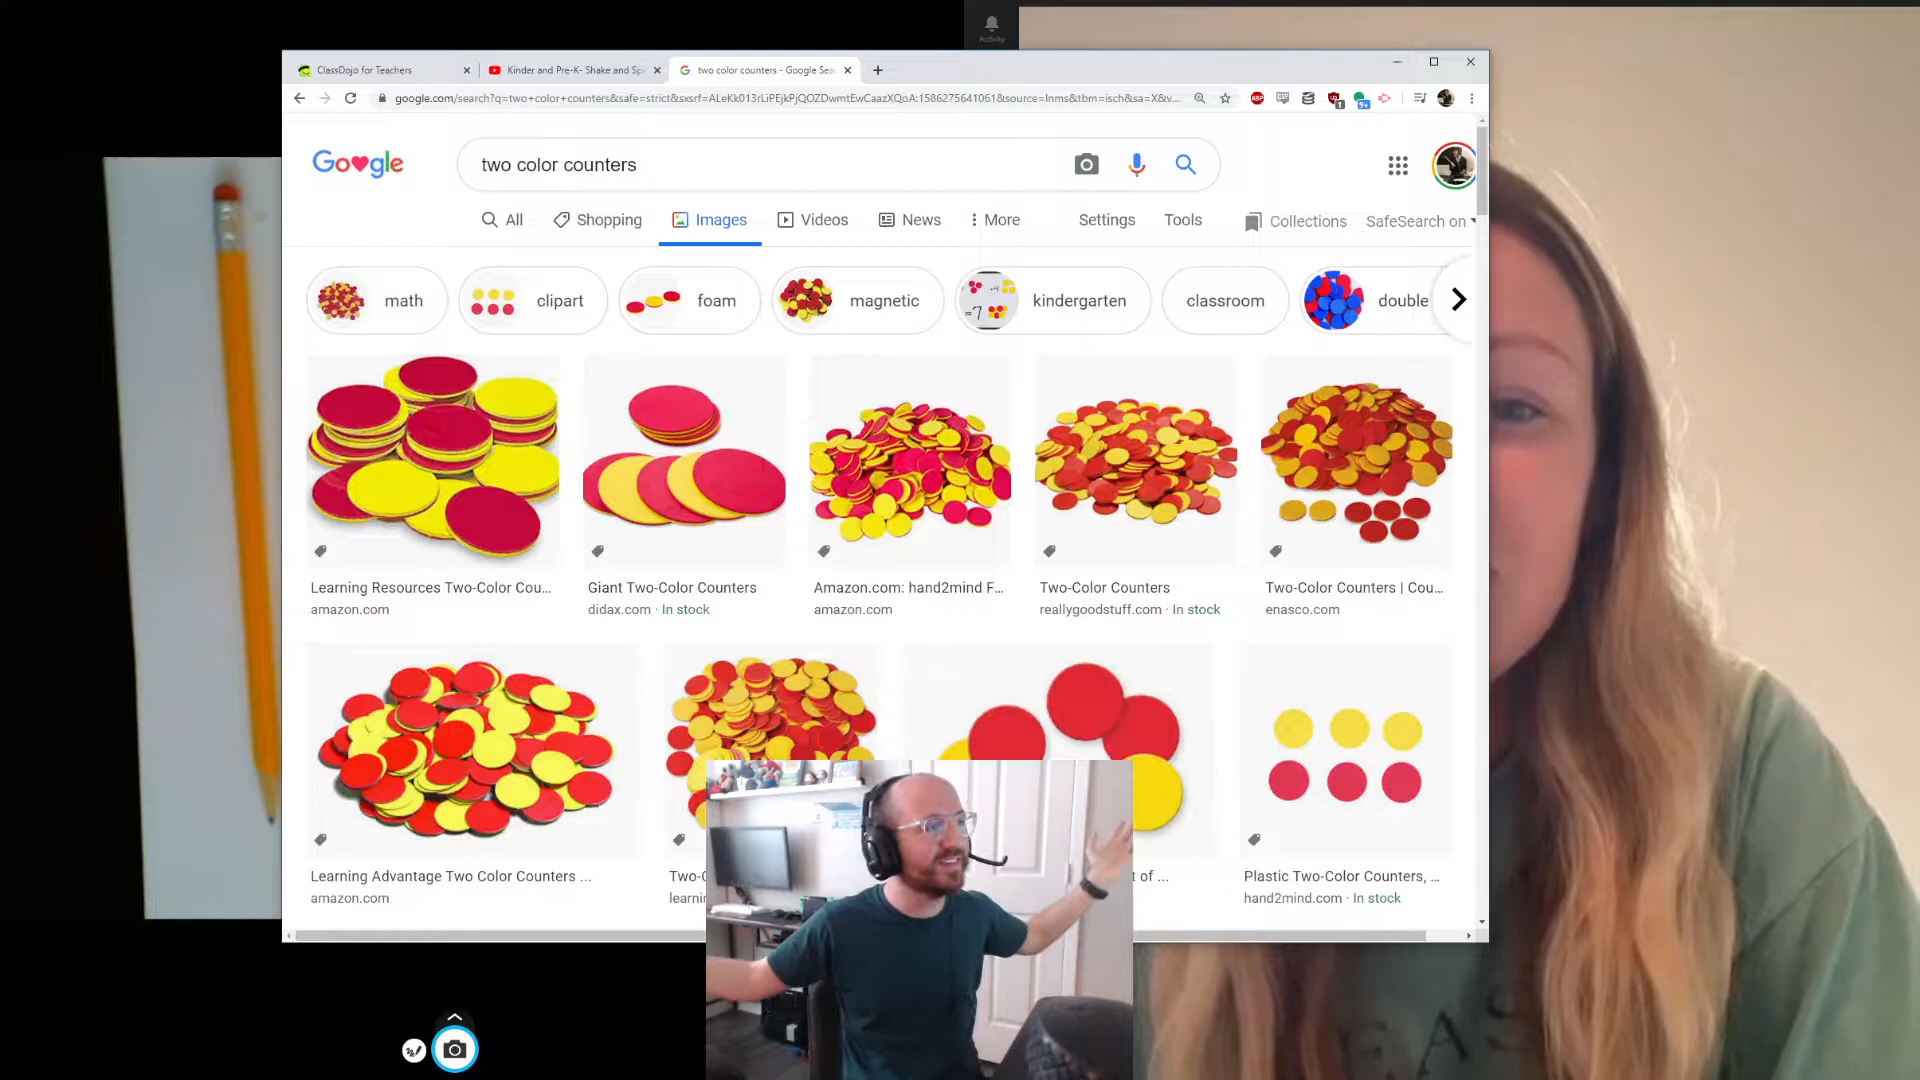 Activity
ClassDojo for Teachers
Kinder and Pre-K- Shake and Sp
two color counters - Google Sea
google.com/search?q=two+color+counters&safe=strict&sxsrf=ALeKk013rLiPEjkPjQOZDwmtEwCaazXQoA:1586275641061&source=lnms&tbm=isch&sa=X&v...
Google
two color counters
All
Shopping
Images
Videos
News
More
Settings
Tools
Collections
SafeSearch on
math
clipart
foam
magnetic
kindergarten
classroom
double
Learning Resources Two-Color Cou...
amazon.com
Giant Two-Color Counters
didax.com · In stock
Amazon.com: hand2mind F...
amazon.com
Two-Color Counters
reallygoodstuff.com · In stock
Two-Color Counters | Cou...
enasco.com
Learning Advantage Two Color Counters ...
amazon.com
Two-C
learnin
t of ...
Plastic Two-Color Counters, ...
hand2mind.com · In stock